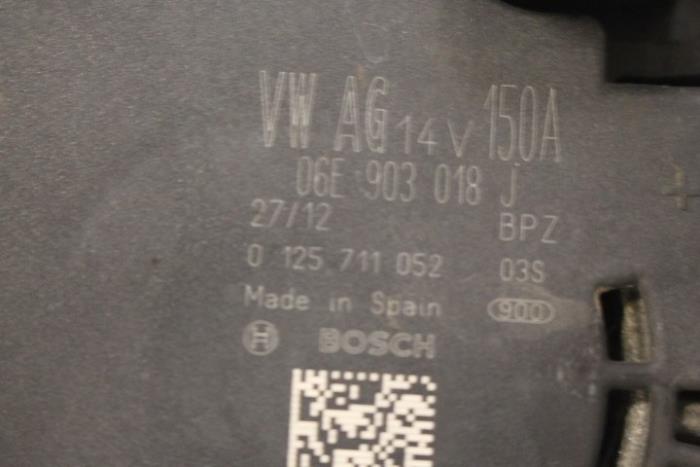 VW AG 14V 150A
06E 903 018 J
27/12 BPZ
0 125 711 052 03S
Made in Spain 900
BOSCH